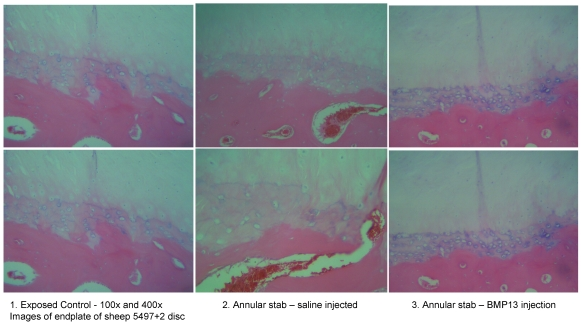 1. Exposed Control - 100x and 400x
Images of endplate of sheep 5497+2 disc
2. Annular stab – saline injected
3. Annular stab – BMP13 injection